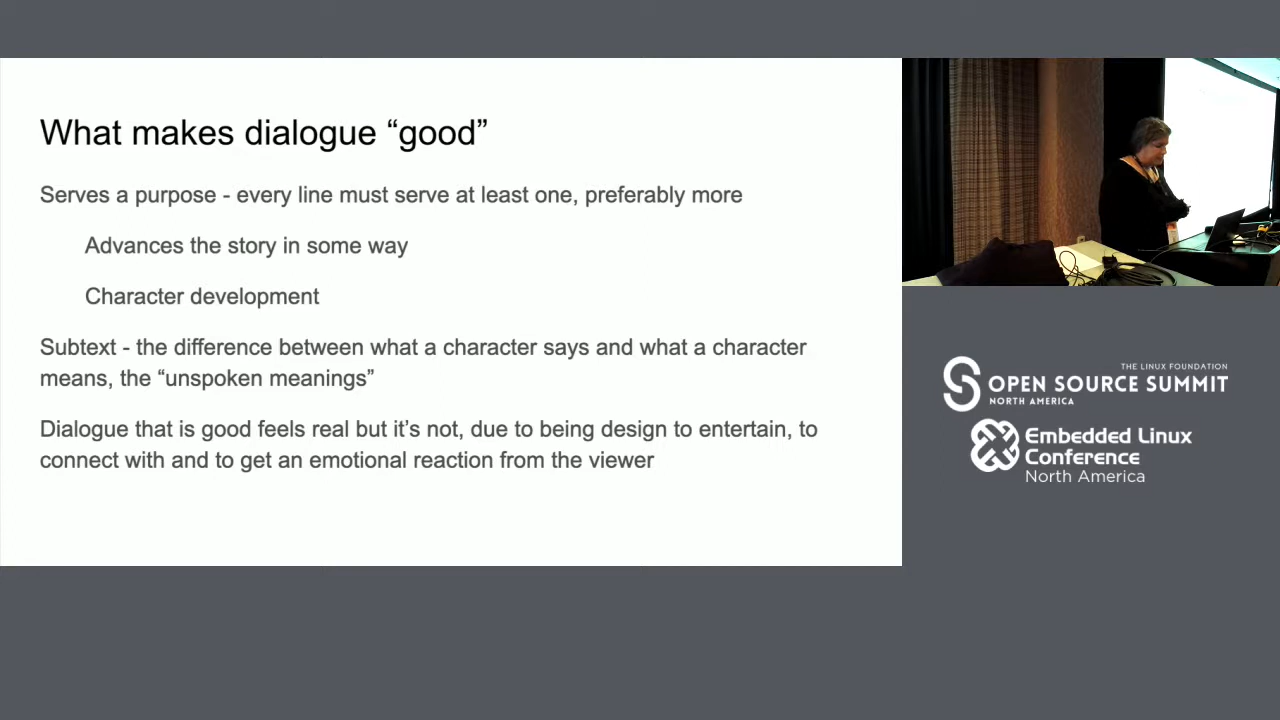 What makes dialogue “good”
Serves a purpose - every line must serve at least one, preferably more
Advances the story in some way
Character development
Subtext - the difference between what a character says and what a character
means, the “unspoken meanings”
Dialogue that is good feels real but it’s not, due to being design to entertain, to
connect with and to get an emotional reaction from the viewer
THE LINUX FOUNDATION
OPEN SOURCE SUMMIT
NORTH AMERICA
Embedded Linux
Conference
North America